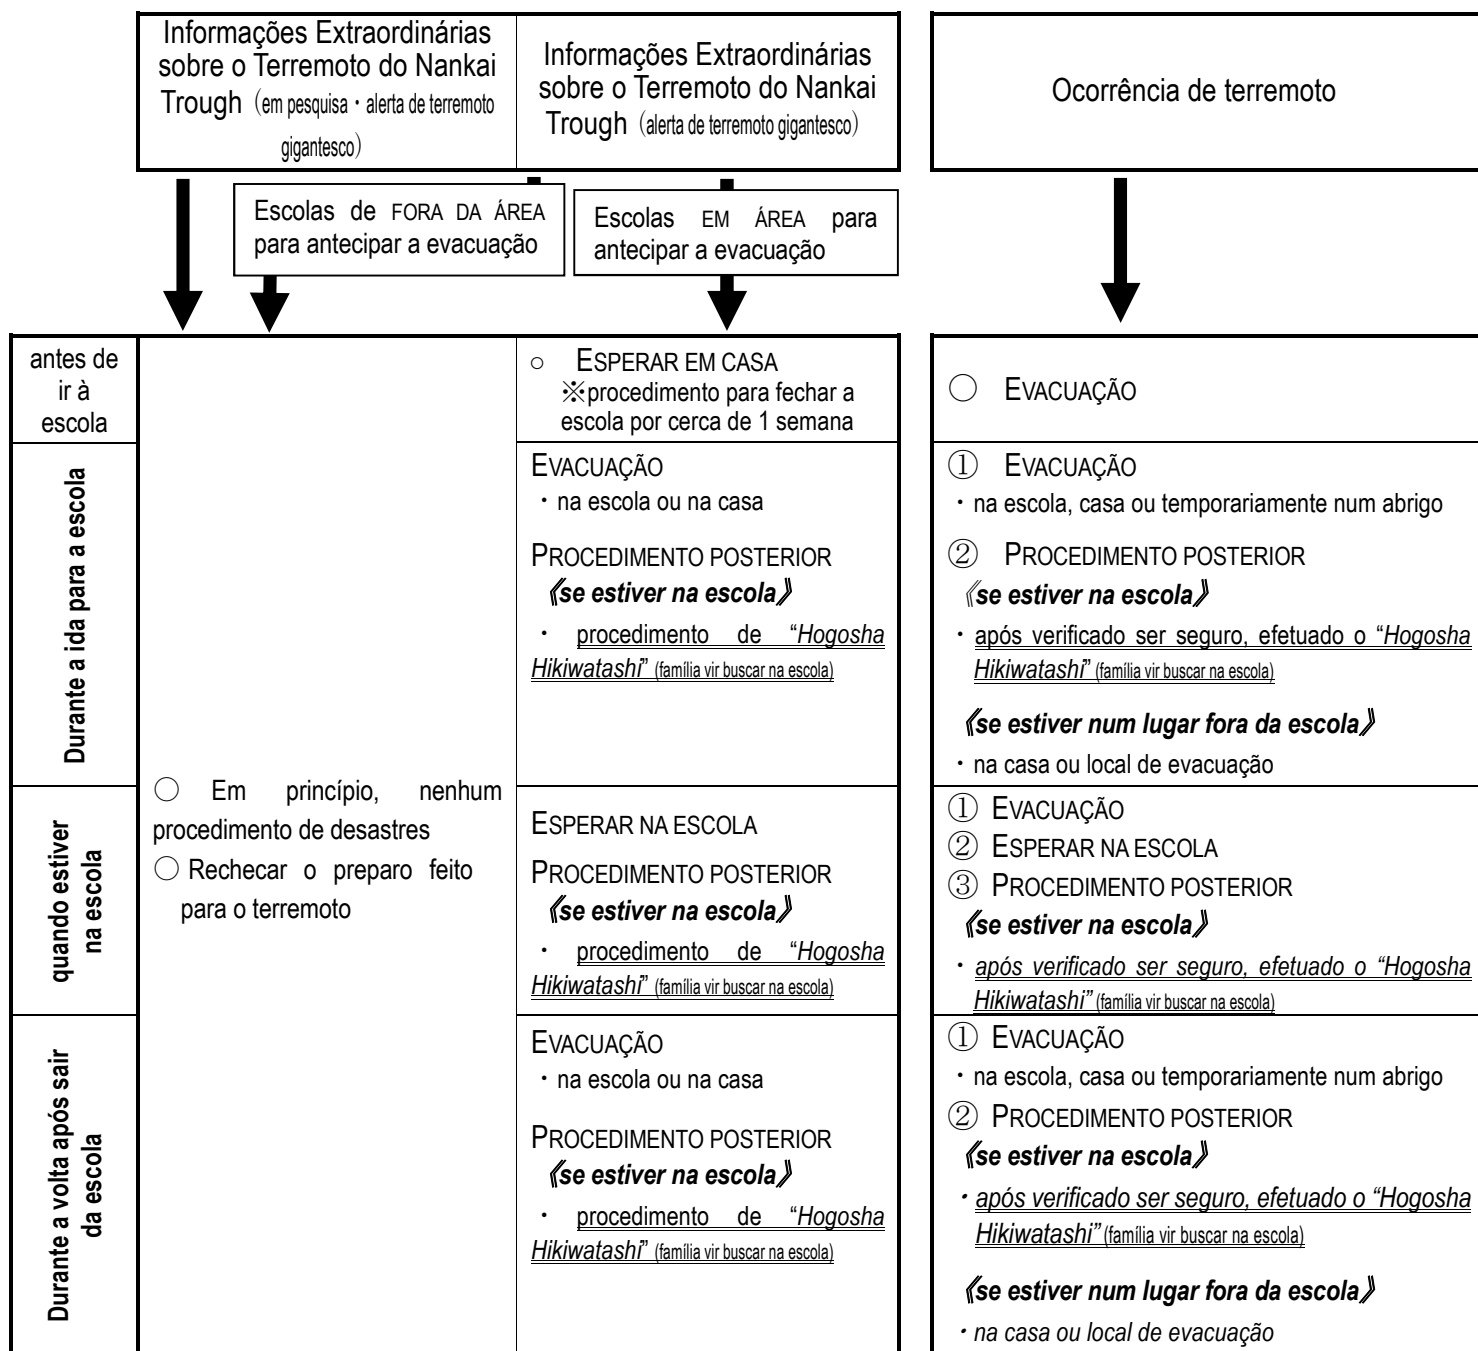 Informações Extraordinárias
sobre o Terremoto do Nankai
Trough（em pesquisa・alerta de terremoto
gigantesco）
Informações Extraordinárias
sobre o Terremoto do Nankai
Trough（alerta de terremoto gigantesco）
Ocorrência de terremoto
Escolas de FORA DA ÁREA
para antecipar a evacuação
Escolas EM ÁREA para
antecipar a evacuação
antes de
ir à
escola
○ ESPERAR EM CASA
※procedimento para fechar a
escola por cerca de 1 semana
○ EVACUAÇÃO
Durante a ida para a escola
EVACUAÇÃO
・na escola ou na casa
PROCEDIMENTO POSTERIOR
《se estiver na escola》
・ procedimento de “Hogosha
Hikiwatashi” (família vir buscar na escola)
① EVACUAÇÃO
・na escola, casa ou temporariamente num abrigo
② PROCEDIMENTO POSTERIOR
《se estiver na escola》
・após verificado ser seguro, efetuado o “Hogosha
Hikiwatashi” (família vir buscar na escola)
《se estiver num lugar fora da escola》
・na casa ou local de evacuação
○ Em princípio, nenhum
procedimento de desastres
○ Rechecar o preparo feito
para o terremoto
quando estiver
na escola
ESPERAR NA ESCOLA
PROCEDIMENTO POSTERIOR
《se estiver na escola》
・ procedimento de “Hogosha
Hikiwatashi” (família vir buscar na escola)
① EVACUAÇÃO
② ESPERAR NA ESCOLA
③ PROCEDIMENTO POSTERIOR
《se estiver na escola》
・após verificado ser seguro, efetuado o “Hogosha
Hikiwatashi” (família vir buscar na escola)
Durante a volta após sair
da escola
EVACUAÇÃO
・na escola ou na casa
PROCEDIMENTO POSTERIOR
《se estiver na escola》
・ procedimento de “Hogosha
Hikiwatashi” (família vir buscar na escola)
① EVACUAÇÃO
・na escola, casa ou temporariamente num abrigo
② PROCEDIMENTO POSTERIOR
《se estiver na escola》
・após verificado ser seguro, efetuado o “Hogosha
Hikiwatashi” (família vir buscar na escola)
《se estiver num lugar fora da escola》
・na casa ou local de evacuação